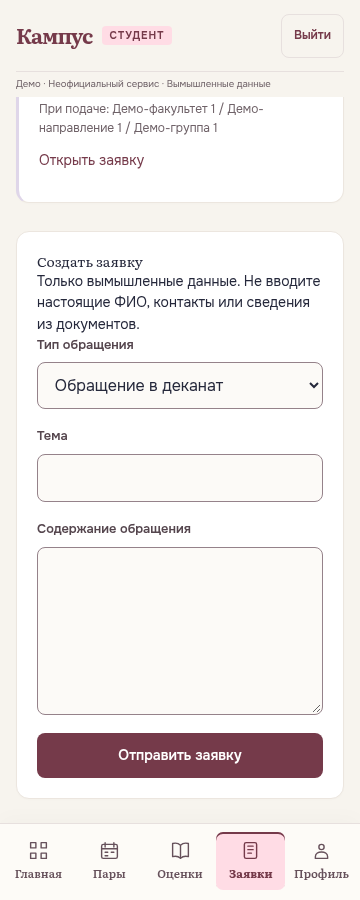 Кампус
СТУДЕНТ
Выйти
Демо · Неофициальный сервис · Вымышленные данные
При подаче: Демо-факультет 1 / Демо-
направление 1 / Демо-группа 1
Открыть заявку
Создать заявку
Только вымышленные данные. Не вводите
настоящие ФИО, контакты или сведения
из документов.
Тип обращения
Обращение в деканат
Тема
Содержание обращения
Отправить заявку
Главная
Пары
Оценки
Заявки
Профиль